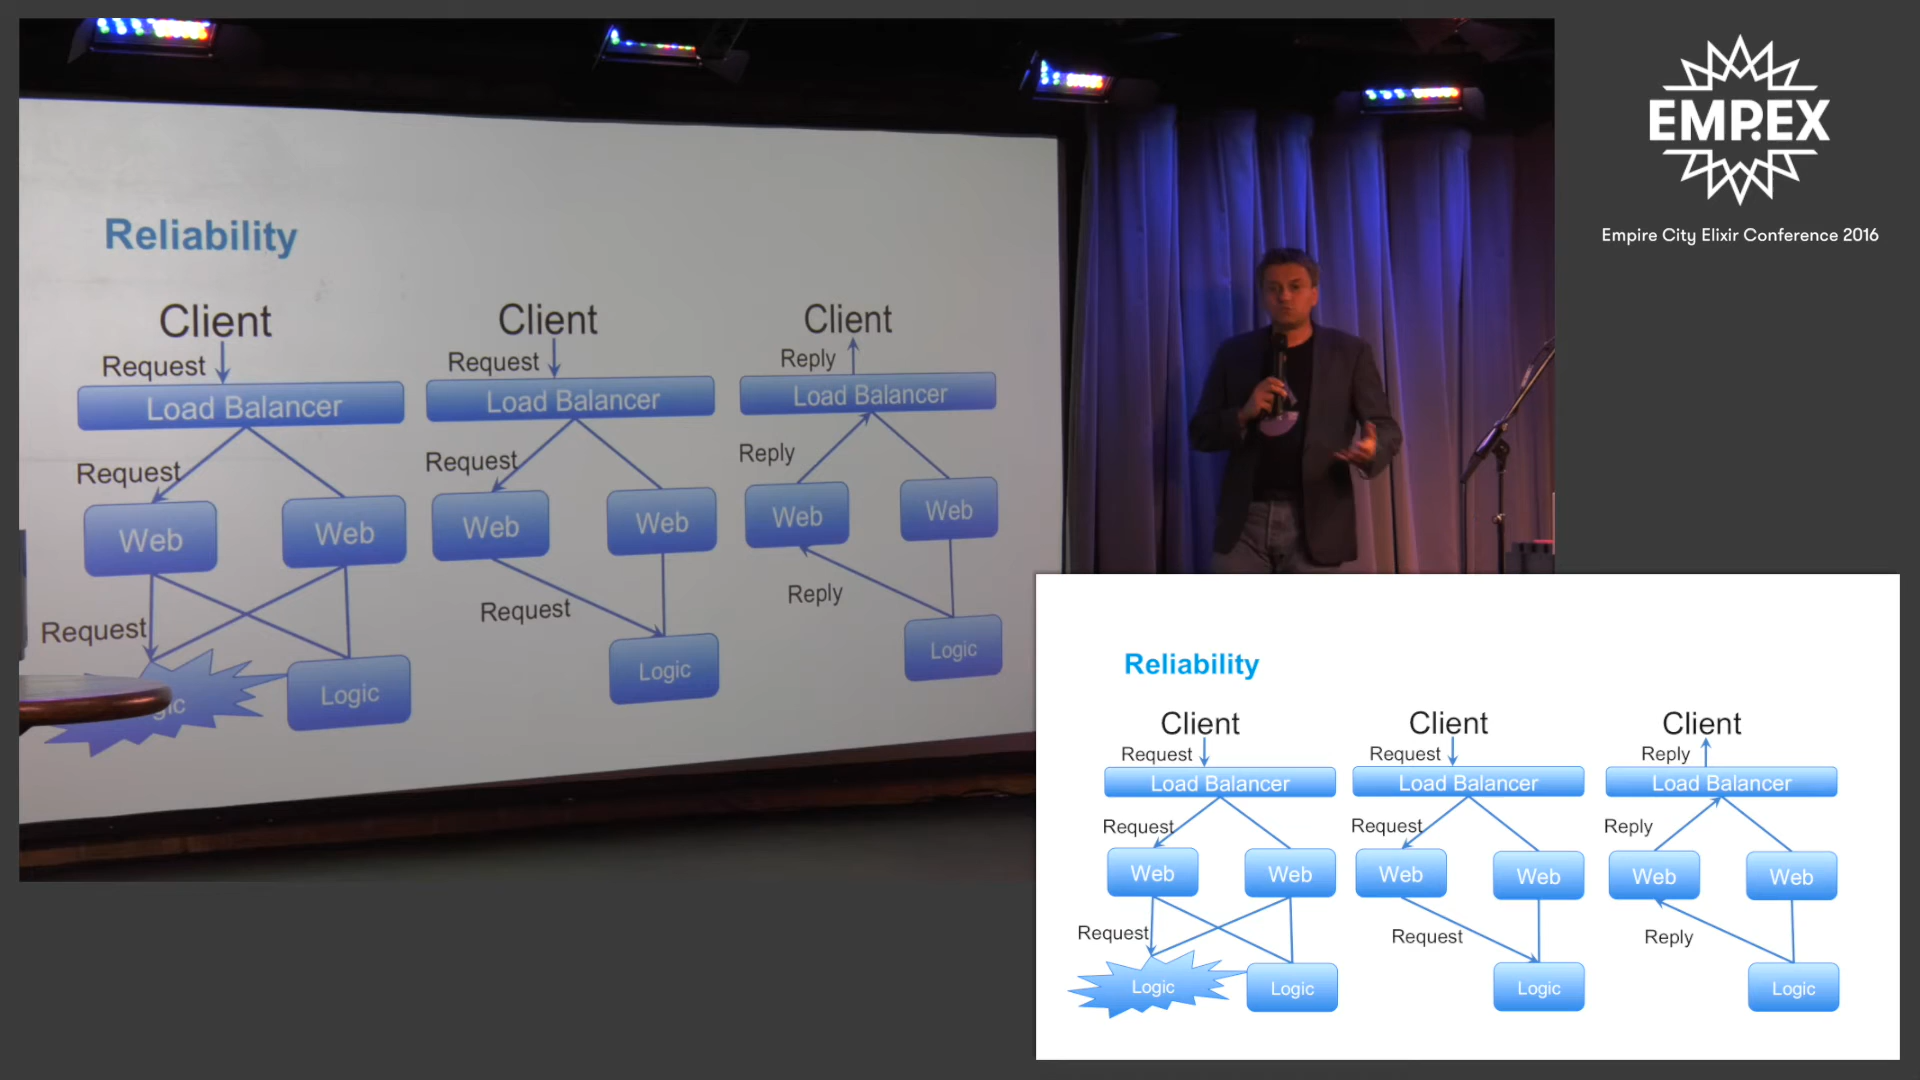 Reliability
Client Client Client
Request Request Reply
Load Balancer Load Balancer Load Balancer
Request Request Reply
Web Web Web Web Web Web
Request Request Reply
gic Logic Logic Logic
EMP.EX
Empire City Elixir Conference 2016
Reliability
Client Client Client
Request Request Reply
Load Balancer Load Balancer Load Balancer
Request Request Reply
Web Web Web Web Web Web
Request Request Reply
Logic Logic Logic Logic